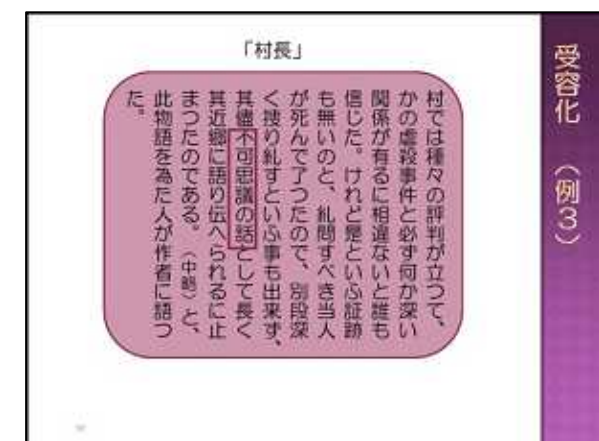 受容化　（例３）
「村長」
村では種々の評判が立つて、
かの虐殺事件と必ず何か深い
関係が有るに相違ないと誰も
信じた。けれど是といふ証跡
も無いのと、糺問すべき当人
が死んで了つたので、別段深
く捜り糺すといふ事も出来ず、
其儘不可思議の話として長く
其近郷に語り伝へられるに止
まつたのである。（中略）と、
此物語を為た人が作者に語つ
た。